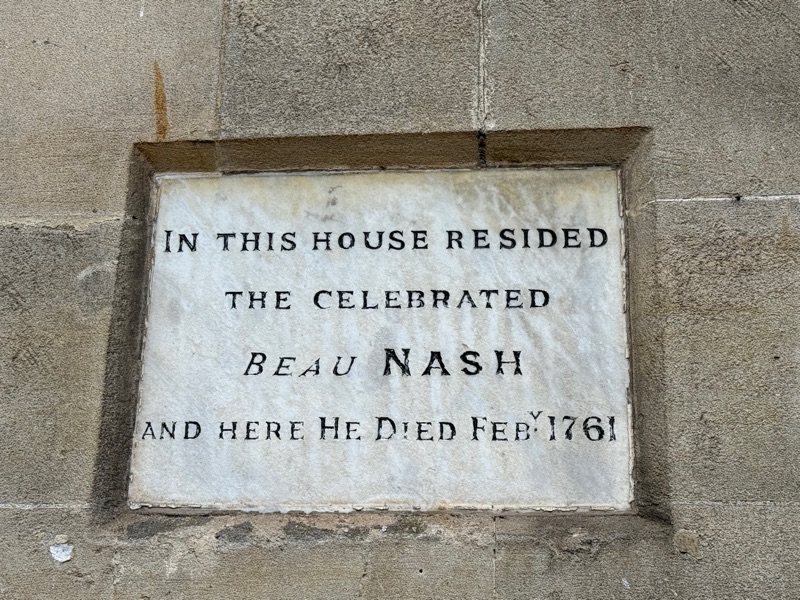 IN THIS HOUSE RESIDED
THE CELEBRATED
BEAU NASH
AND HERE HE DIED FEBY. 1761